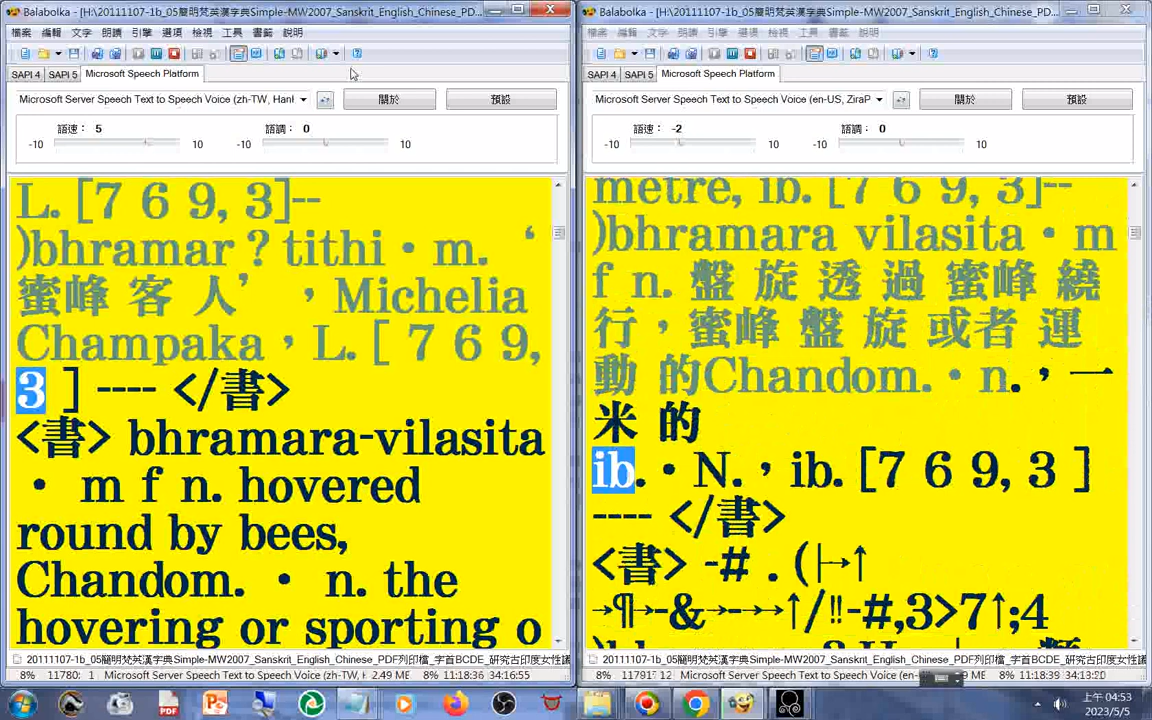 Balabolka - [H:\20111107-1b_05簡明梵英漢字典Simple-MW2007_Sanskrit_English_Chinese_PD...
檔案 編輯 文字 朗讀 引擎 選項 檢視 工具 書籤 說明
SAPI 4 SAPI 5 Microsoft Speech Platform
Microsoft Server Speech Text to Speech Voice (zh-TW, HanH 關於 預設
語速： 5 語調： 0
-10 10 -10 10
L. [7 6 9, 3]--
)bhramar？tithi・m. ‘
蜜峰 客 人’ ，Michelia
Champaka，L. [ 7 6 9,
3 ] ---- </書>
<書> bhramara-vilasita
・ m f n. hovered
round by bees,
Chandom. ・ n. the
hovering or sporting o
20111107-1b_05簡明梵英漢字典Simple-MW2007_Sanskrit_English_Chinese_PDF列印檔_字首BCDE_研究古印度女性議
8% 11780: 1 Microsoft Server Speech Text to Speech Voice (zh-TW, H 2.49 ME 8% 11:18:36 34:16:55
Balabolka - [H:\20111107-1b_05簡明梵英漢字典Simple-MW2007_Sanskrit_English_Chinese_PD...
檔案 編輯 文字 朗讀 引擎 選項 檢視 工具 書籤 說明
SAPI 4 SAPI 5 Microsoft Speech Platform
Microsoft Server Speech Text to Speech Voice (en-US, ZiraP 關於 預設
語速： -2 語調： 0
-10 10 -10 10
metre, ib. [7 6 9, 3]--
)bhramara vilasita・m
f n. 盤 旋 透 過 蜜峰 繞
行，蜜峰 盤 旋 或者 運
動 的Chandom.・n.，一
米 的
ib.・N.，ib. [7 6 9, 3 ]
---- </書>
<書> -# . (├→↑
→¶→-&→-→→↑/‼-#,3>7↑;4
20111107-1b_05簡明梵英漢字典Simple-MW2007_Sanskrit_English_Chinese_PDF列印檔_字首BCDE_研究古印度女性議
8% 11791: 12 Microsoft Server Speech Text to Speech Voice (en-US ME 8% 11:18:39 34:13:20
上午 04:53
2023/5/5